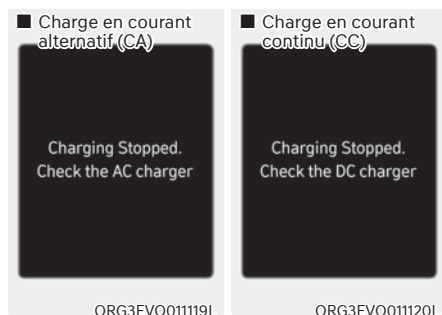 ■ Charge en courant
alternatif (CA)
Charging Stopped.
Check the AC charger
ORG3EVQ011119L
■ Charge en courant
continu (CC)
Charging Stopped.
Check the DC charger
ORG3EVQ011120L